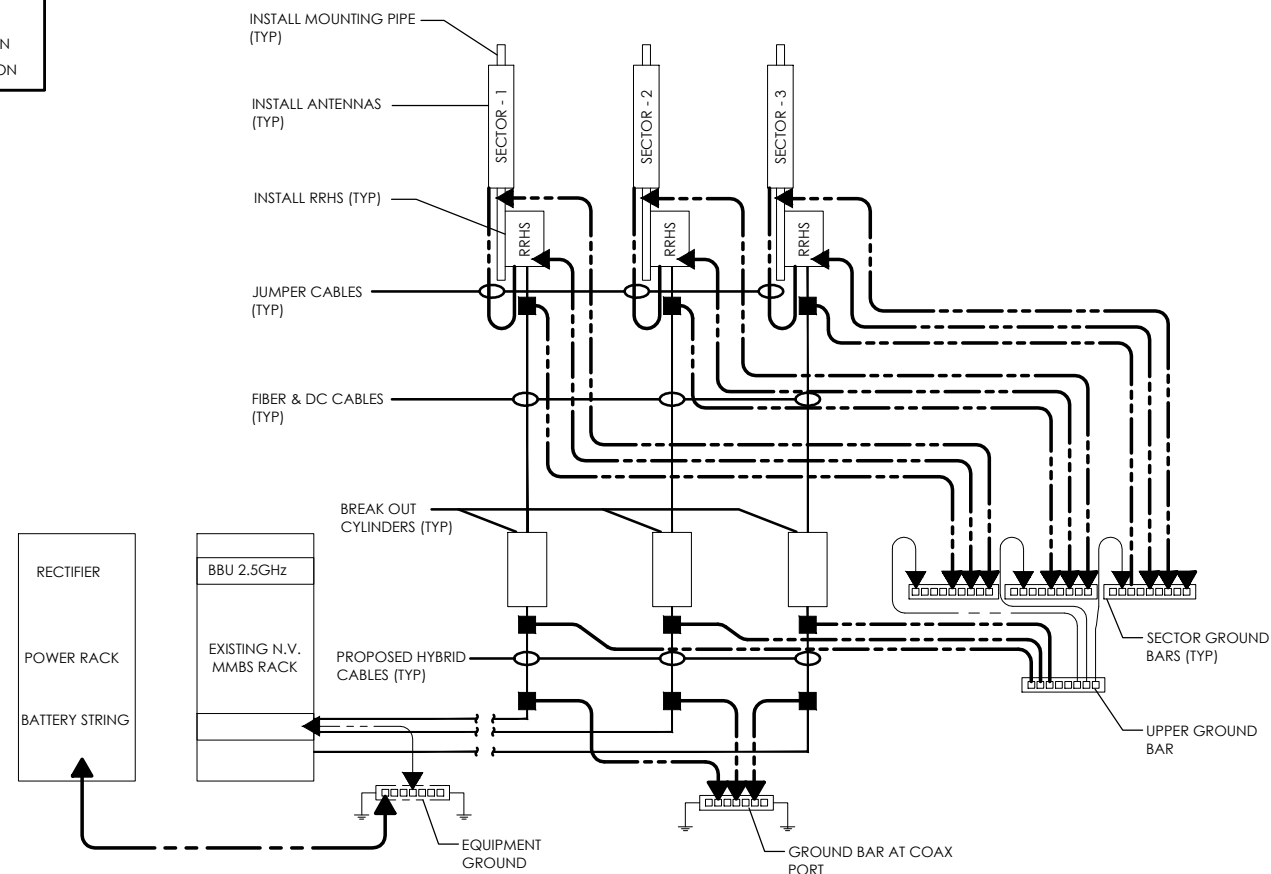 N
ON
INSTALL MOUNTING PIPE
(TYP)
INSTALL ANTENNAS
(TYP)
SECTOR - 1
SECTOR - 2
SECTOR - 3
INSTALL RRHS (TYP)
RRHS
RRHS
RRHS
JUMPER CABLES
(TYP)
FIBER & DC CABLES
(TYP)
BREAK OUT
CYLINDERS (TYP)
RECTIFIER
POWER RACK
BATTERY STRING
BBU 2.5GHz
EXISTING N.V.
MMBS RACK
PROPOSED HYBRID
CABLES (TYP)
SECTOR GROUND
BARS (TYP)
UPPER GROUND
BAR
EQUIPMENT
GROUND
GROUND BAR AT COAX
PORT